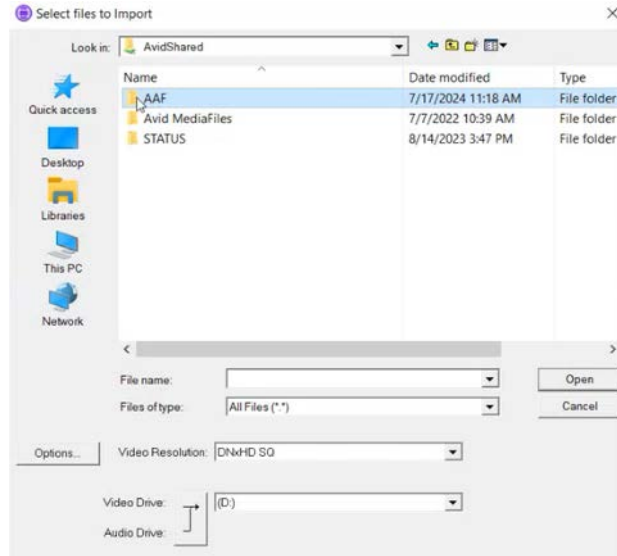 Select files to Import
Look in: AvidShared
Name Date modified Type
AAF 7/17/2024 11:18 AM File folder
Avid MediaFiles 7/7/2022 10:39 AM File folder
STATUS 8/14/2023 3:47 PM File folder
Quick access
Desktop
Libraries
This PC
Network
File name: Open
Files of type: All Files (*.*) Cancel
Options... Video Resolution: DNxHD SQ
Video Drive: (D:)
Audio Drive: